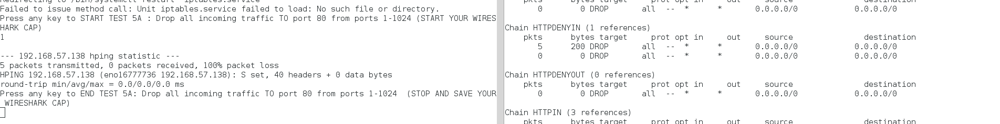 Redirecting to /bin/systemctl restart  iptables.service
Failed to issue method call: Unit iptables.service failed to load: No such file or directory.
Press any key to START TEST 5A : Drop all incoming traffic TO port 80 from ports 1-1024 (START YOUR WIRES
HARK CAP)
1
--- 192.168.57.138 hping statistic ---
5 packets transmitted, 0 packets received, 100% packet loss
HPING 192.168.57.138 (eno16777736 192.168.57.138): S set, 40 headers + 0 data bytes
round-trip min/avg/max = 0.0/0.0/0.0 ms
Press any key to END TEST 5A: Drop all incoming traffic TO port 80 from ports 1-1024  (STOP AND SAVE YOUR
 WIRESHARK CAP)
pkts      bytes target     prot opt in     out     source               destination
0        0 DROP       all  --  *      *       0.0.0.0/0            0.0.0.0/0
Chain HTTPDENYIN (1 references)
pkts      bytes target     prot opt in     out     source               destination
5      200 DROP       all  --  *      *       0.0.0.0/0            0.0.0.0/0
0        0 DROP       all  --  *      *       0.0.0.0/0            0.0.0.0/0
Chain HTTPDENYOUT (0 references)
pkts      bytes target     prot opt in     out     source               destination
0        0 DROP       all  --  *      *       0.0.0.0/0            0.0.0.0/0
Chain HTTPIN (3 references)
pkts      bytes target     prot opt in     out     source               destination